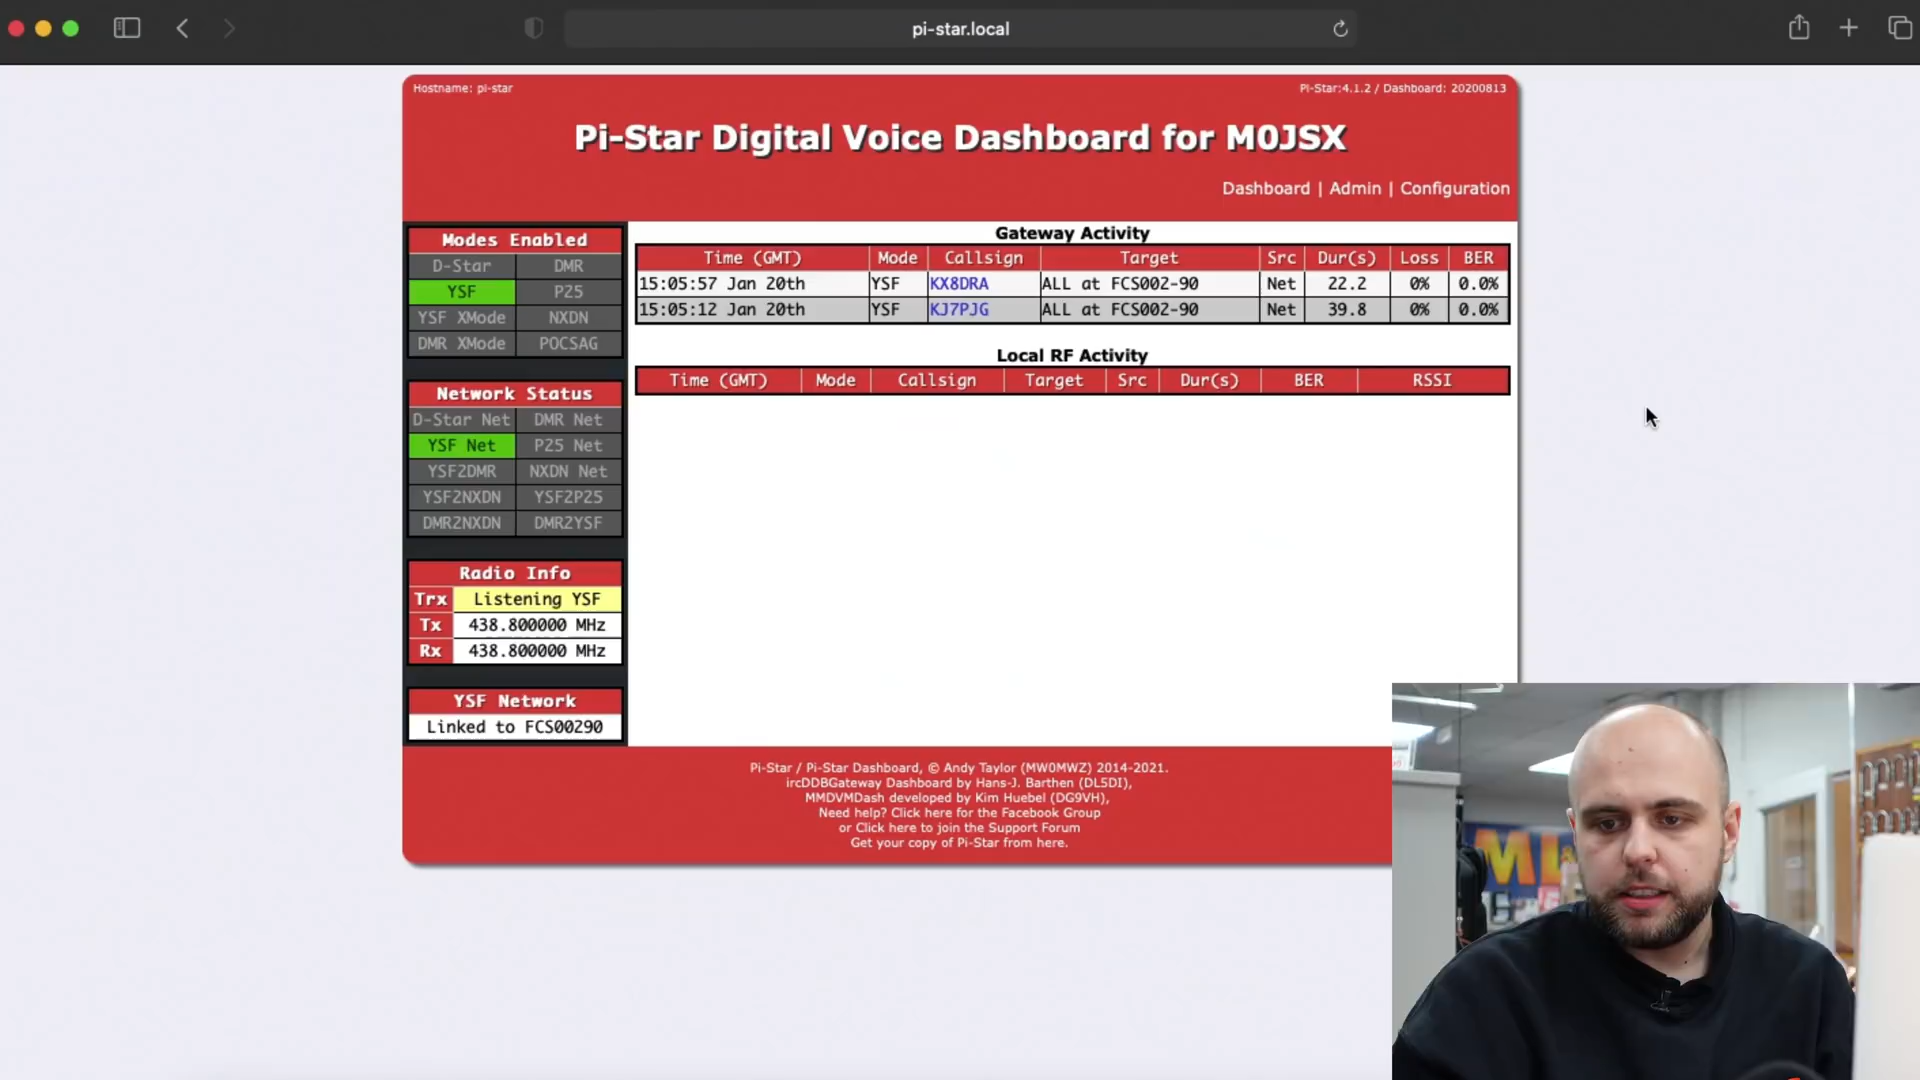 pi-star.local
Hostname: pi-star
Pi-Star:4.1.2 / Dashboard: 20200813
Pi-Star Digital Voice Dashboard for M0JSX
Dashboard | Admin | Configuration
Modes Enabled
D-Star DMR
YSF P25
YSF XMode NXDN
DMR XMode POCSAG
Network Status
D-Star Net DMR Net
YSF Net P25 Net
YSF2DMR NXDN Net
YSF2NXDN YSF2P25
DMR2NXDN DMR2YSF
Radio Info
Trx Listening YSF
Tx 438.800000 MHz
Rx 438.800000 MHz
YSF Network
Linked to FCS00290
Gateway Activity
Time (GMT) Mode Callsign Target Src Dur(s) Loss BER
15:05:57 Jan 20th YSF KX8DRA ALL at FCS002-90 Net 22.2 0% 0.0%
15:05:12 Jan 20th YSF KJ7PJG ALL at FCS002-90 Net 39.8 0% 0.0%
Local RF Activity
Time (GMT) Mode Callsign Target Src Dur(s) BER RSSI
Pi-Star / Pi-Star Dashboard, © Andy Taylor (MW0MWZ) 2014-2021.
ircDDBGateway Dashboard by Hans-J. Barthen (DL5DI),
MMDVMDash developed by Kim Huebel (DG9VH),
Need help? Click here for the Facebook Group
or Click here to join the Support Forum
Get your copy of Pi-Star from here.